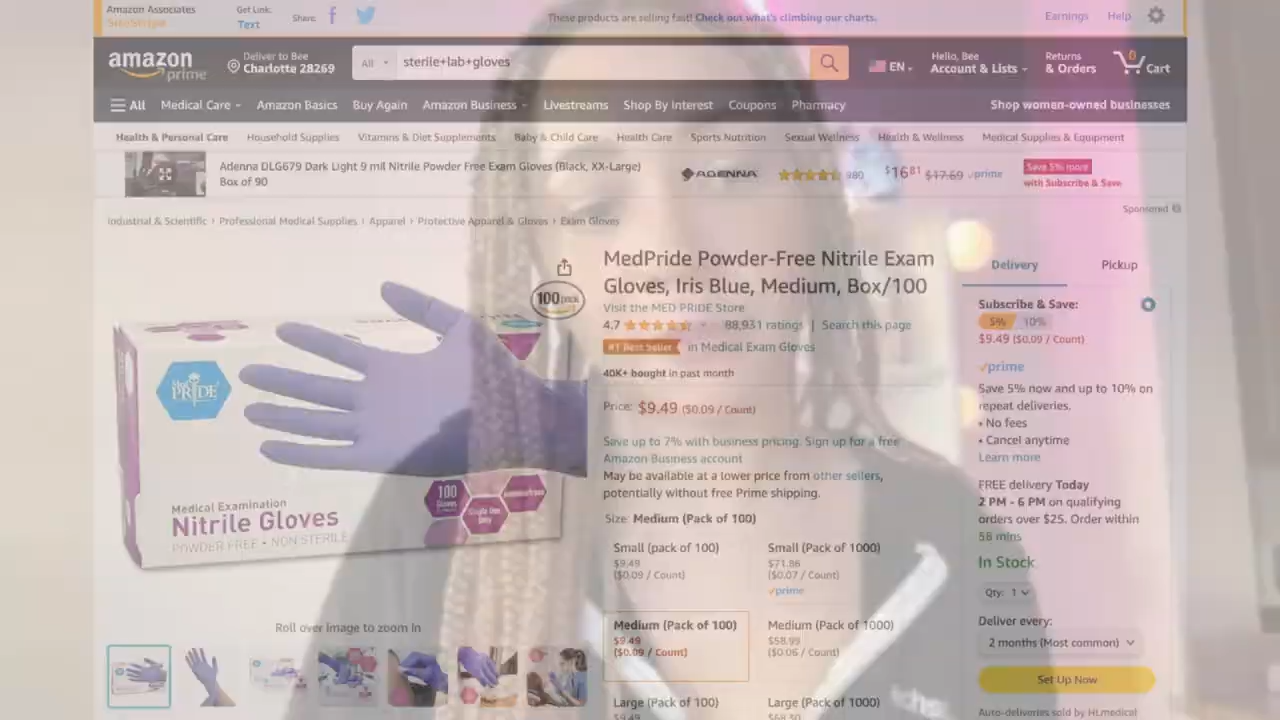 Amazon Associates
Get Link:
SiteStripe
Text
Share:
These products are selling fast! Check out what's climbing our charts.
Earnings
Help
amazon
prime
Deliver to Bee
Charlotte 28269
All
sterile+lab+gloves
EN
Hello, Bee
Account & Lists
Returns
& Orders
0
Cart
All
Medical Care
Amazon Basics
Buy Again
Amazon Business
Livestreams
Shop By Interest
Coupons
Pharmacy
Shop women-owned businesses
Health & Personal Care
Household Supplies
Vitamins & Diet Supplements
Baby & Child Care
Health Care
Sports Nutrition
Sexual Wellness
Health & Wellness
Medical Supplies & Equipment
Adenna DLG679 Dark Light 9 mil Nitrile Powder Free Exam Gloves (Black, XX-Large)
Box of 90
ADENNA
980
$16.81 $17.69 prime
Save 5% more
with Subscribe & Save
Sponsored
Industrial & Scientific › Professional Medical Supplies › Apparel › Protective Apparel & Gloves › Exam Gloves
100 pack
Med PRIDE
Medical Examination
Nitrile Gloves
POWDER FREE • NON STERILE
100
Gloves
Single Use
Only
Roll over image to zoom in
MedPride Powder-Free Nitrile Exam
Gloves, Iris Blue, Medium, Box/100
Visit the MED PRIDE Store
4.7
88,931 ratings | Search this page
#1 Best Seller in Medical Exam Gloves
40K+ bought in past month
Price: $9.49 ($0.09 / Count)
Save up to 7% with business pricing. Sign up for a free
Amazon Business account
May be available at a lower price from other sellers,
potentially without free Prime shipping.
Size: Medium (Pack of 100)
Small (pack of 100)
$9.49
($0.09 / Count)
Small (Pack of 1000)
$71.86
($0.07 / Count)
prime
Medium (Pack of 100)
$9.49
($0.09 / Count)
Medium (Pack of 1000)
$58.99
($0.06 / Count)
Large (Pack of 100)
$9.49
Large (Pack of 1000)
$68.50
Delivery
Pickup
Subscribe & Save:
5% 10%
$9.49 ($0.09 / Count)
prime
Save 5% now and up to 10% on
repeat deliveries.
• No fees
• Cancel anytime
Learn more
FREE delivery Today
2 PM - 6 PM on qualifying
orders over $25. Order within
58 mins
In Stock
Qty: 1
Deliver every:
2 months (Most common)
Set Up Now
Auto-deliveries sold by HLmedical